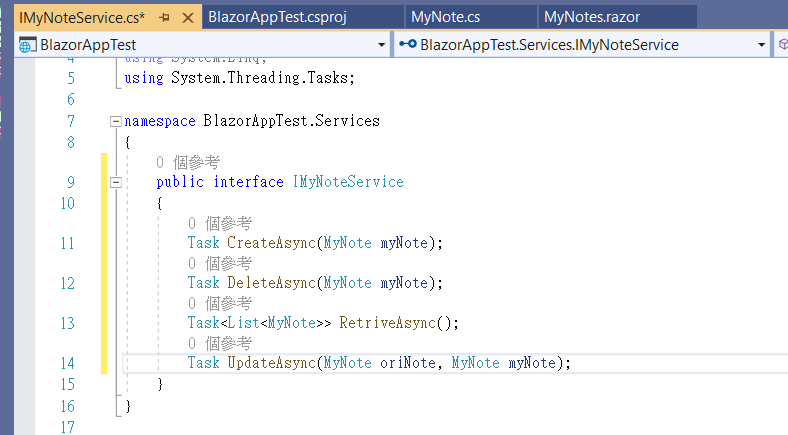 IMyNoteService.cs*
BlazorAppTest.csproj
MyNote.cs
MyNotes.razor
BlazorAppTest
BlazorAppTest.Services.IMyNoteService
4 using System.Linq;
5 using System.Threading.Tasks;
6
7 namespace BlazorAppTest.Services
8 {
0 個參考
9 public interface IMyNoteService
10 {
0 個參考
11 Task CreateAsync(MyNote myNote);
0 個參考
12 Task DeleteAsync(MyNote myNote);
0 個參考
13 Task<List<MyNote>> RetriveAsync();
0 個參考
14 Task UpdateAsync(MyNote oriNote, MyNote myNote);
15 }
16 }
17